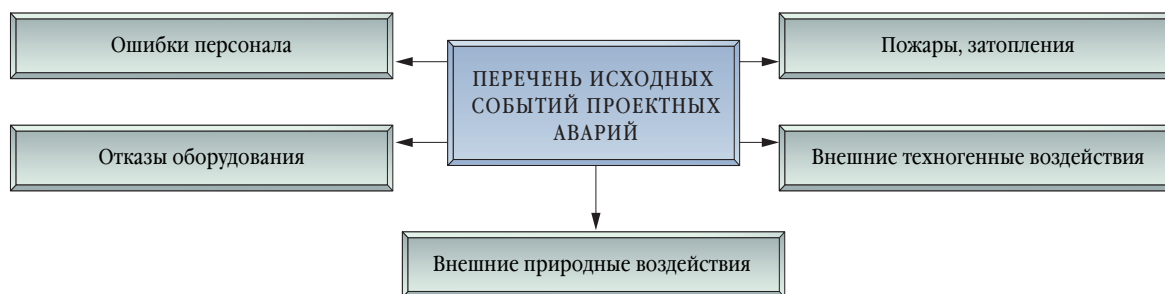 Ошибки персонала
ПЕРЕЧЕНЬ ИСХОДНЫХ
СОБЫТИЙ ПРОЕКТНЫХ
АВАРИЙ
Пожары, затопления
Отказы оборудования
Внешние техногенные воздействия
Внешние природные воздействия